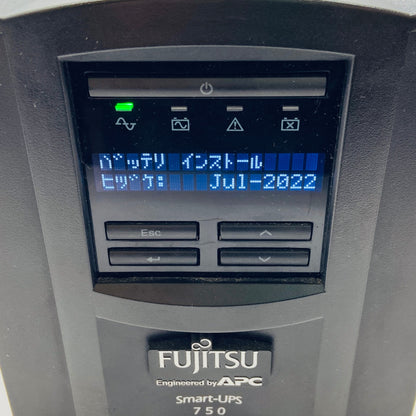 バッテリ インストール
ヒヅケ: Jul-2022
Esc
FUJITSU
Engineered by APC
Smart-UPS
750